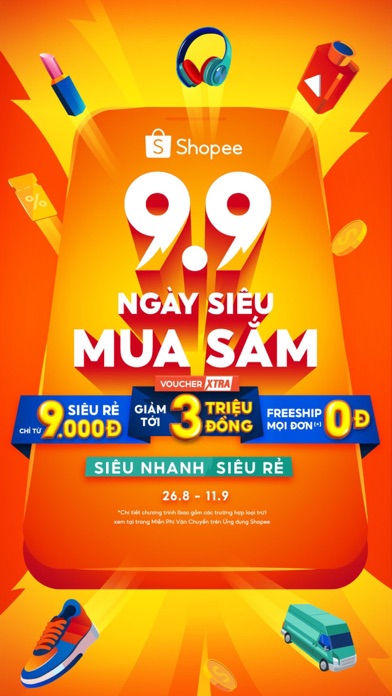 Shopee
9.9
NGÀY SIÊU
MUA SẮM
VOUCHER XTRA
SIÊU RẺ
CHỈ TỪ 9.000Đ
GIẢM TỚI 3 TRIỆU ĐỒNG
FREESHIP MỌI ĐƠN(*) 0Đ
SIÊU NHANH SIÊU RẺ
26.8 - 11.9
*Chi tiết chương trình (bao gồm các trường hợp loại trừ)
xem tại trang Miễn Phí Vận Chuyển trên Ứng dụng Shopee
%